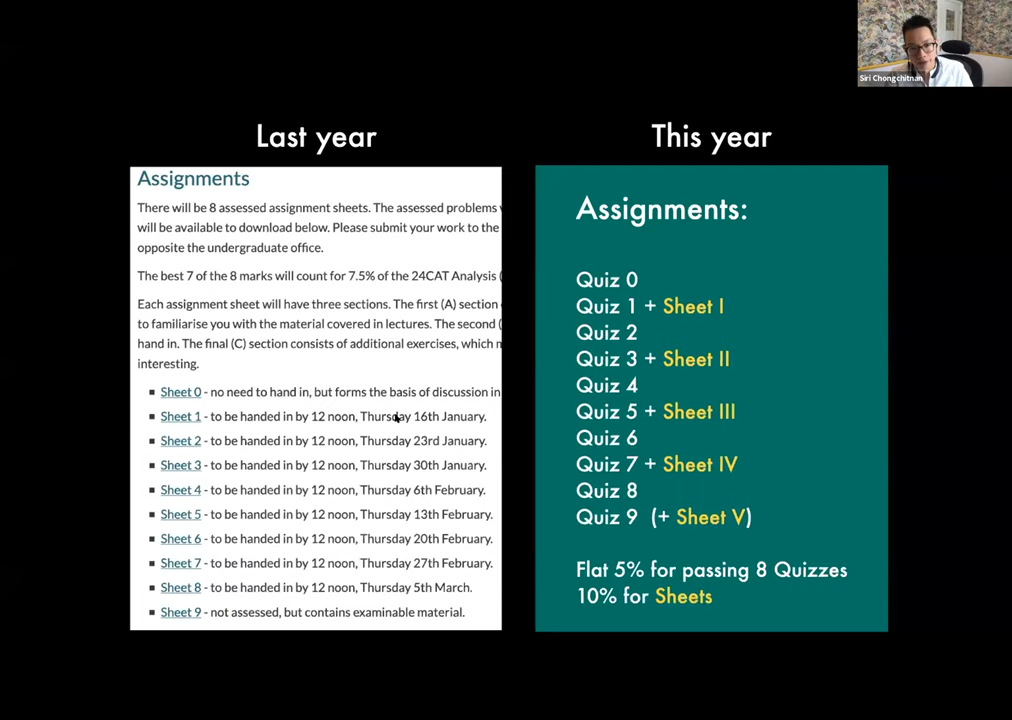 Siri Chongchitnan
Last year
This year
Assignments
There will be 8 assessed assignment sheets. The assessed problems
will be available to download below. Please submit your work to the
opposite the undergraduate office.
The best 7 of the 8 marks will count for 7.5% of the 24CAT Analysis (
Each assignment sheet will have three sections. The first (A) section
to familiarise you with the material covered in lectures. The second (
hand in. The final (C) section consists of additional exercises, which
interesting.
Sheet 0 - no need to hand in, but forms the basis of discussion in
Sheet 1 - to be handed in by 12 noon, Thursday 16th January.
Sheet 2 - to be handed in by 12 noon, Thursday 23rd January.
Sheet 3 - to be handed in by 12 noon, Thursday 30th January.
Sheet 4 - to be handed in by 12 noon, Thursday 6th February.
Sheet 5 - to be handed in by 12 noon, Thursday 13th February.
Sheet 6 - to be handed in by 12 noon, Thursday 20th February.
Sheet 7 - to be handed in by 12 noon, Thursday 27th February.
Sheet 8 - to be handed in by 12 noon, Thursday 5th March.
Sheet 9 - not assessed, but contains examinable material.
Assignments:
Quiz 0
Quiz 1 + Sheet I
Quiz 2
Quiz 3 + Sheet II
Quiz 4
Quiz 5 + Sheet III
Quiz 6
Quiz 7 + Sheet IV
Quiz 8
Quiz 9 (+ Sheet V)
Flat 5% for passing 8 Quizzes
10% for Sheets